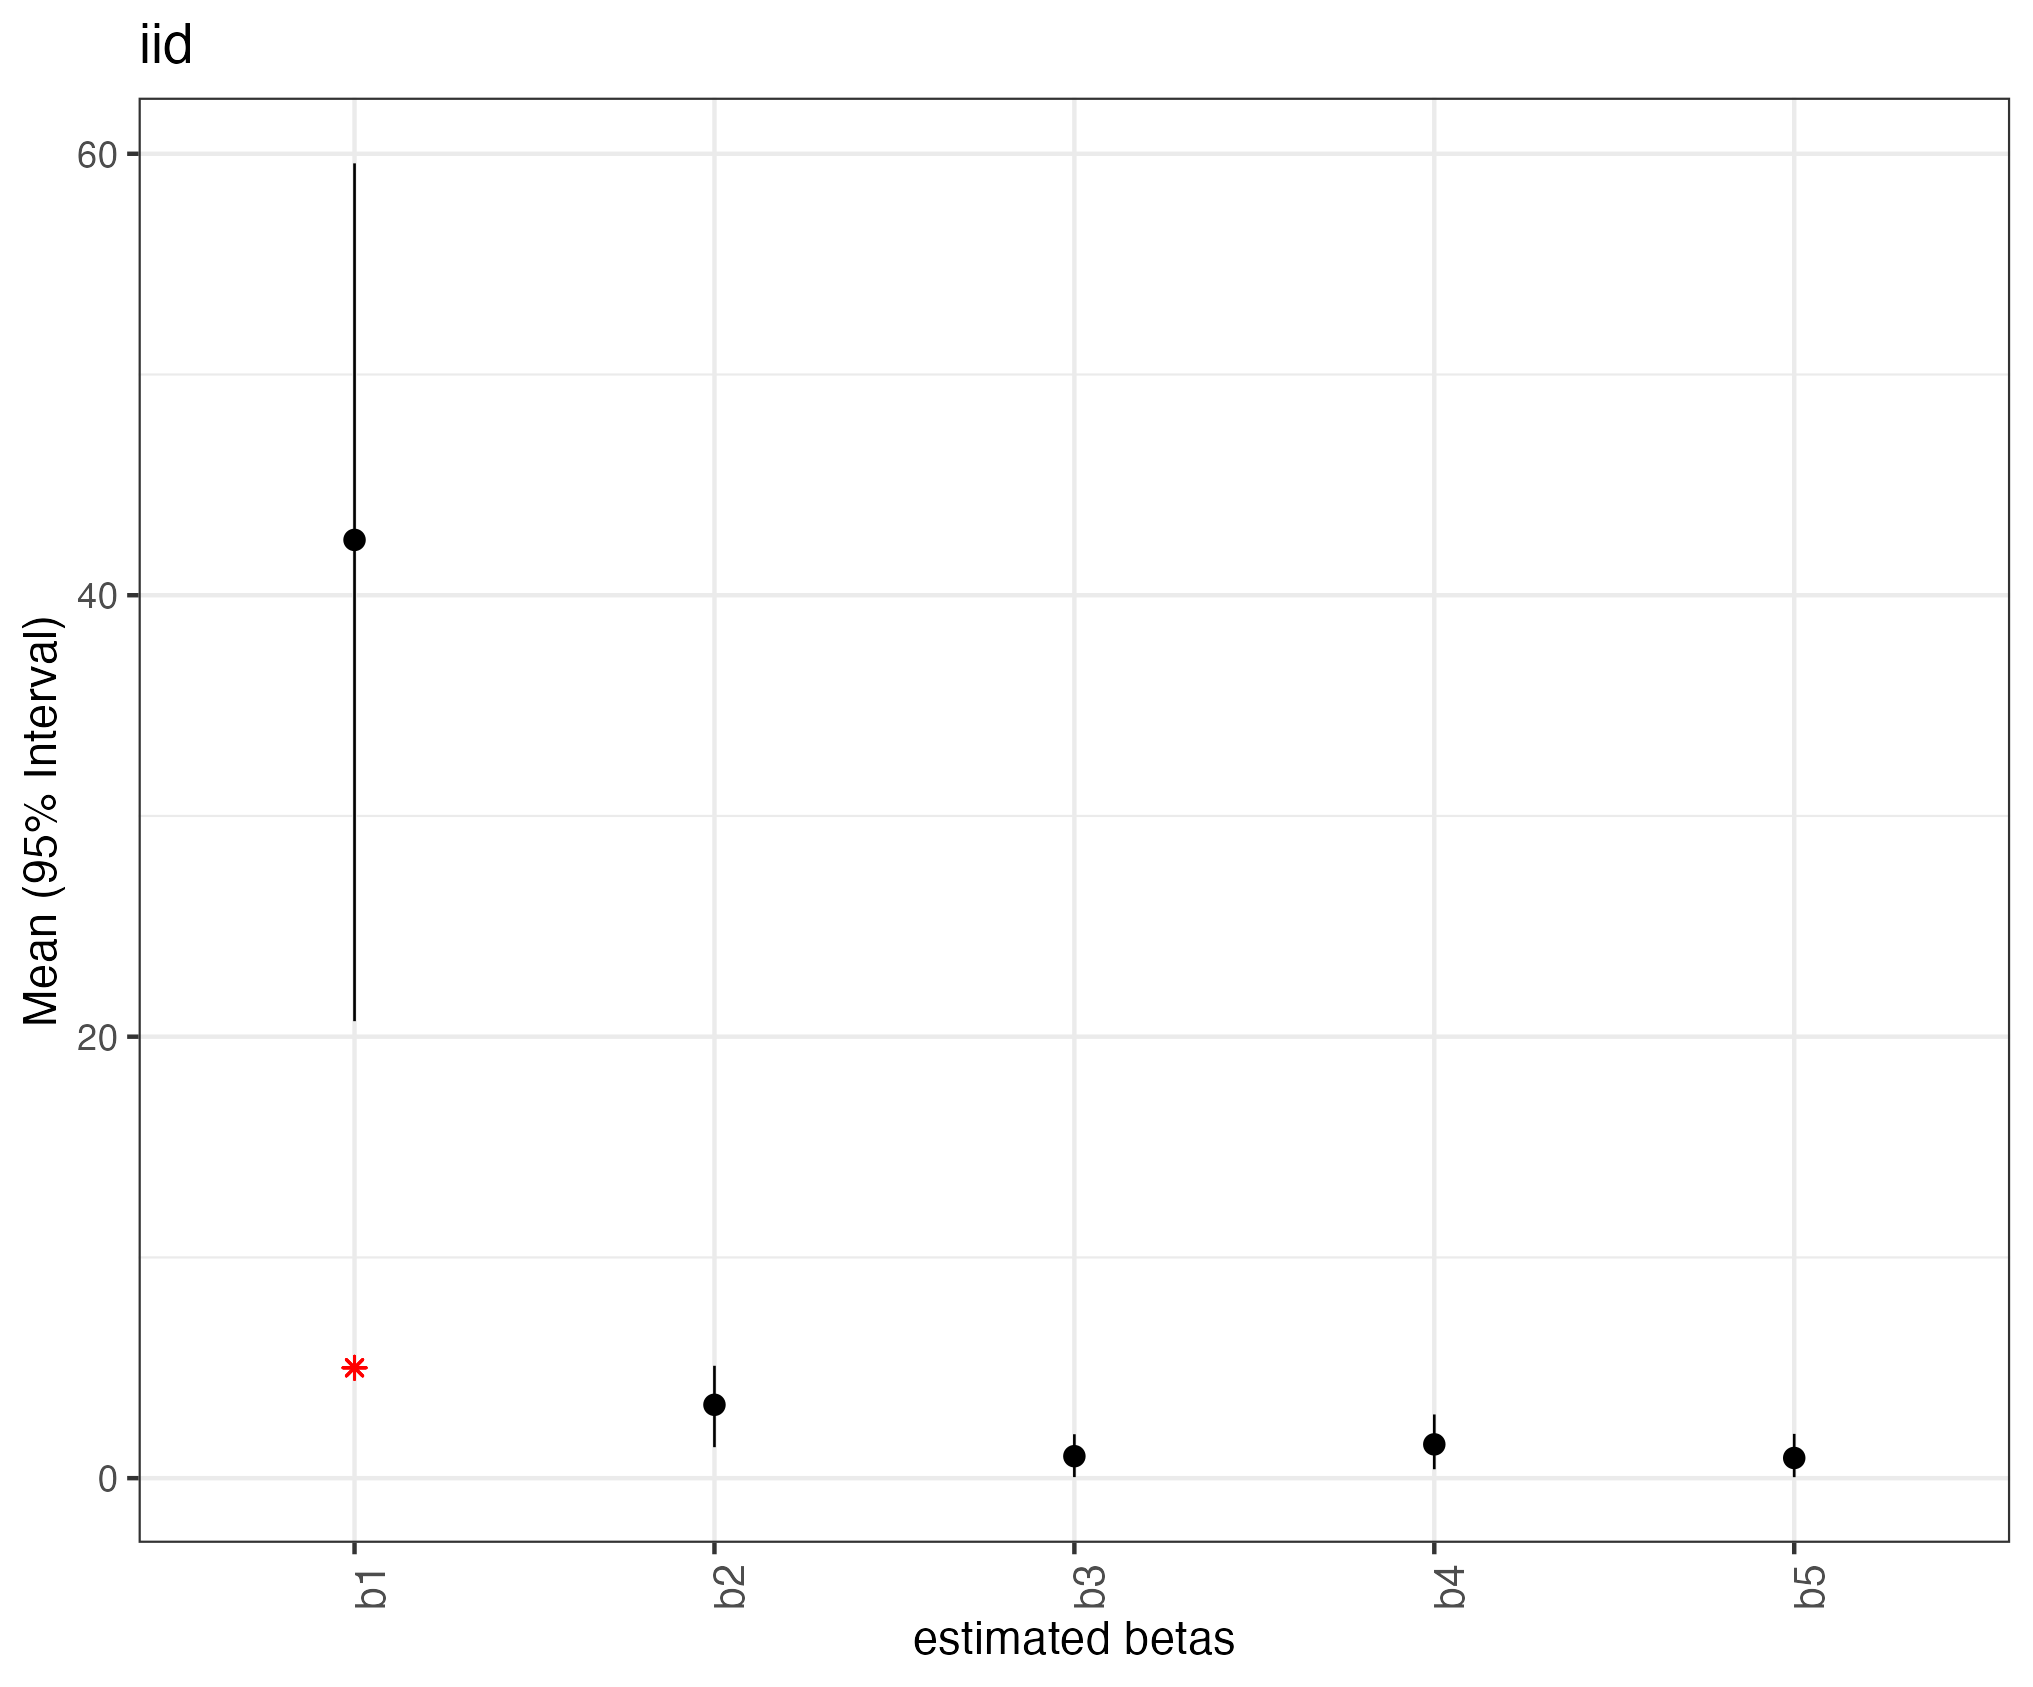 iid
Mean (95% Interval)
60
40
20
0
b1
b2
b3
b4
b5
estimated betas